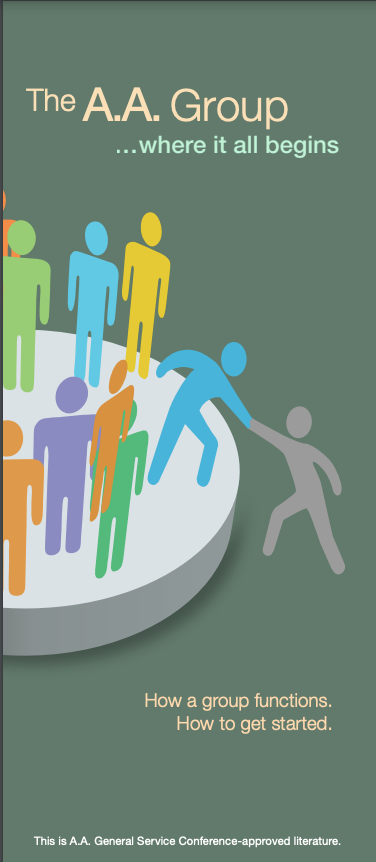 The A.A. Group
...where it all begins
How a group functions.
How to get started.
This is A.A. General Service Conference-approved literature.